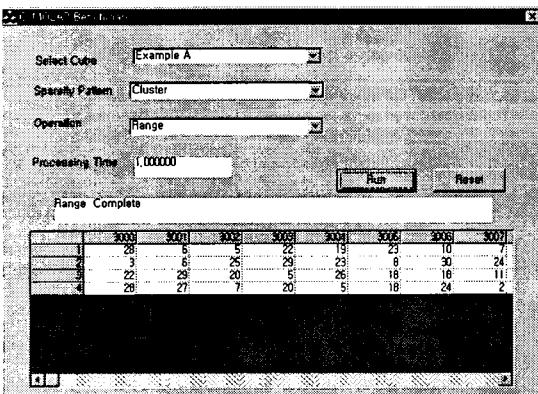 MOLAP Benchmark
Select Cube Example A
Sparsity Pattern Cluster
Operation Range
Processing Time 1,000000
Run Reset
Range Complete
3000 3001 3002 3003 3004 3005 3006 3007
1 28 6 5 22 19 23 10 7
2 3 6 25 29 23 8 30 24
3 22 29 20 5 26 18 18 11
4 28 27 7 20 5 18 24 2